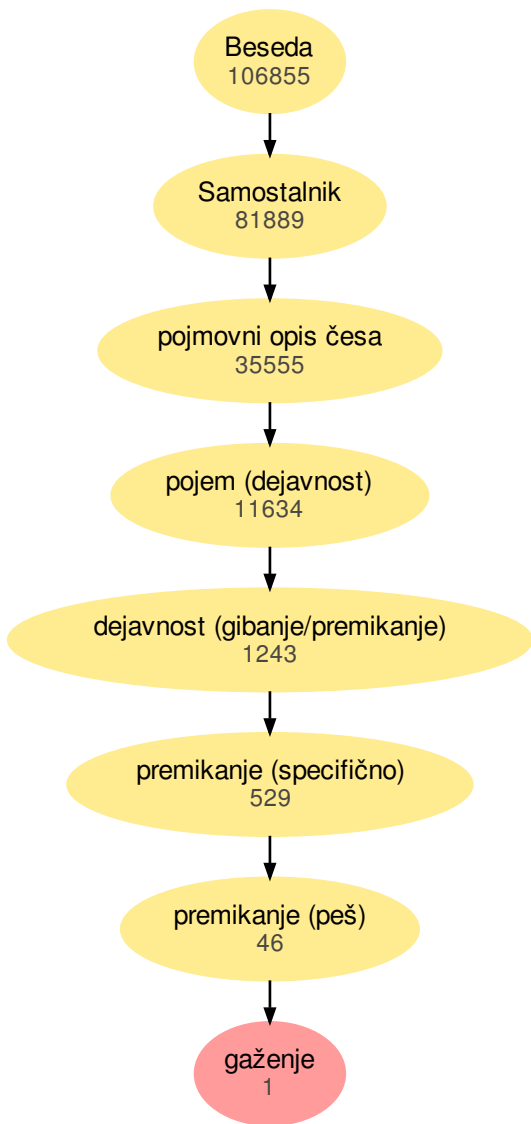 Beseda
106855
Samostalnik
81889
pojmovni opis česa
35555
pojem (dejavnost)
11634
dejavnost (gibanje/premikanje)
1243
premikanje (specifično)
529
premikanje (peš)
46
gaženje
1